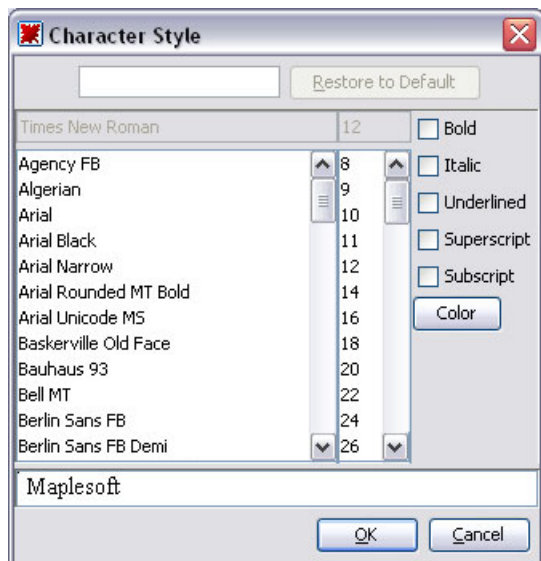 Character Style
Restore to Default
Times New Roman 12 Bold
Agency FB 8 Italic
Algerian 9 Underlined
Arial 10
Arial Black 11 Superscript
Arial Narrow 12 Subscript
Arial Rounded MT Bold 14
Arial Unicode MS 16 Color
Baskerville Old Face 18
Bauhaus 93 20
Bell MT 22
Berlin Sans FB 24
Berlin Sans FB Demi 26
Maplesoft
OK Cancel